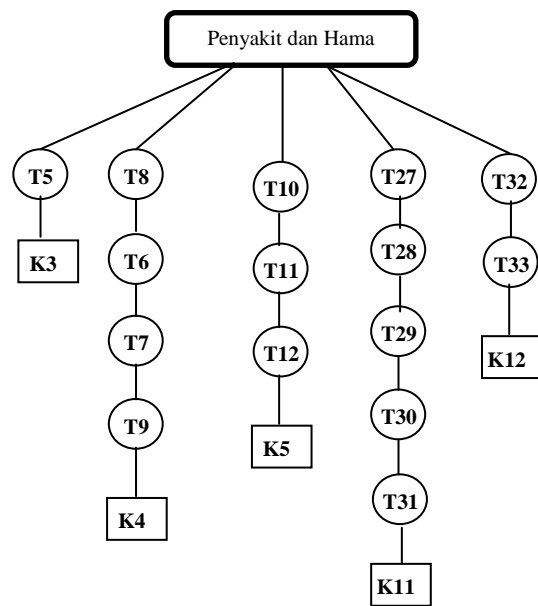 Penyakit dan Hama
T5
T8
T10
T27
T32
K3
T6
T11
T28
T33
T7
T12
T29
K12
T9
K5
T30
K4
T31
K11